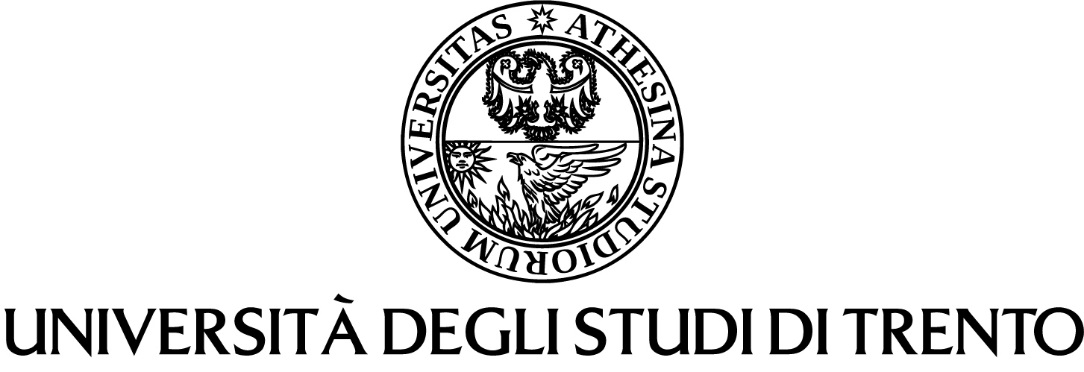 ATHESINA STUDIORUM UNIVERSITAS
UNIVERSITÀ DEGLI STUDI DI TRENTO